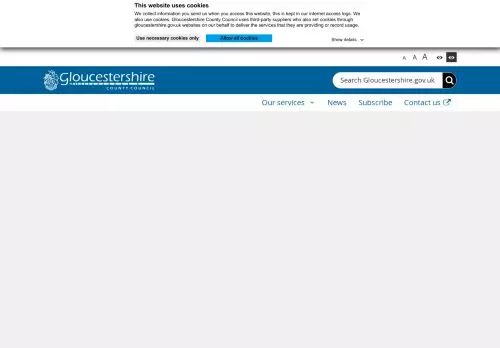 This website uses cookies
We collect information you send us when you access this website, this is kept in our internet access logs. We
also use cookies. Gloucestershire County Council uses third-party suppliers who also set cookies through
gloucestershire.gov.uk websites on our behalf to deliver the services that they are providing or record usage.
Use necessary cookies only
Allow all cookies
Show details
A A A
Gloucestershire
COUNTY COUNCIL
Search Gloucestershire.gov.uk
Our services News Subscribe Contact us